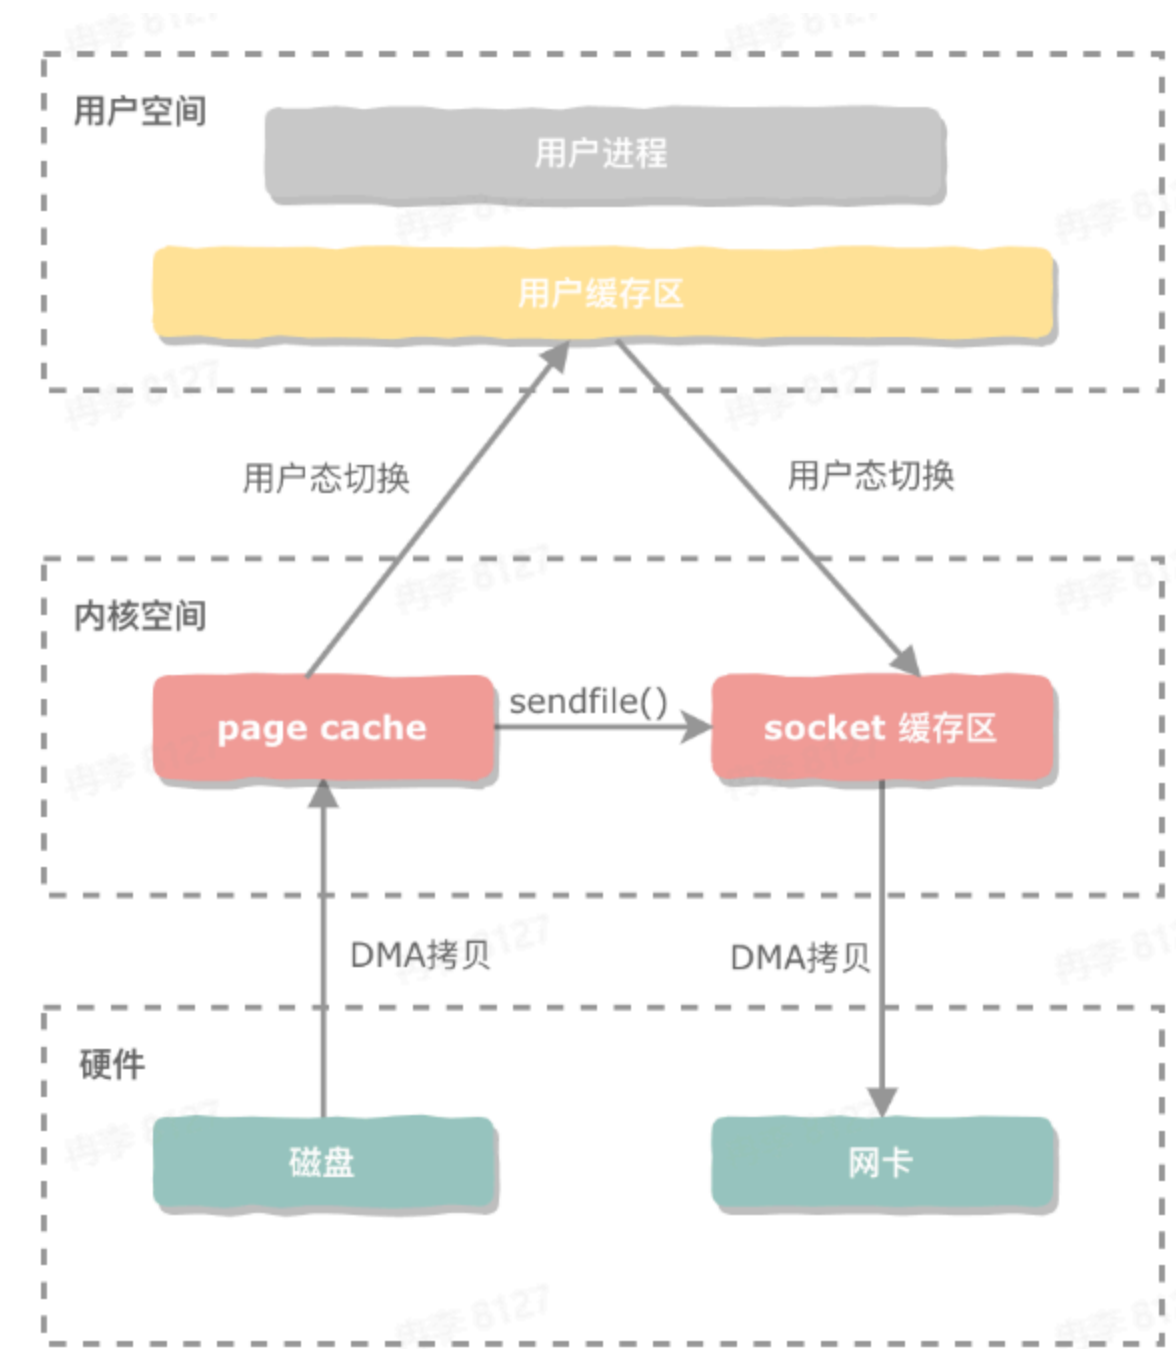 用户空间
用户进程
用户缓存区
用户态切换
用户态切换
内核空间
page cache
sendfile()
socket 缓存区
DMA拷贝
DMA拷贝
硬件
磁盘
网卡